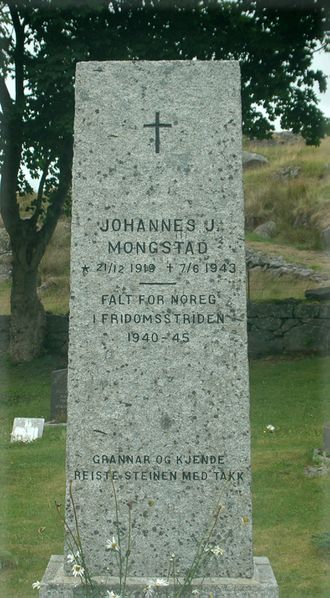 JOHANNES J.
MONGSTAD
* 21/12 1919 ✝ 7/6 1943
FALT FOR NØREG
I FRIDOMSSTRIDEN
1940-45
GRANNAR OG KJENDE
REISTE STEINEN MED TAKK